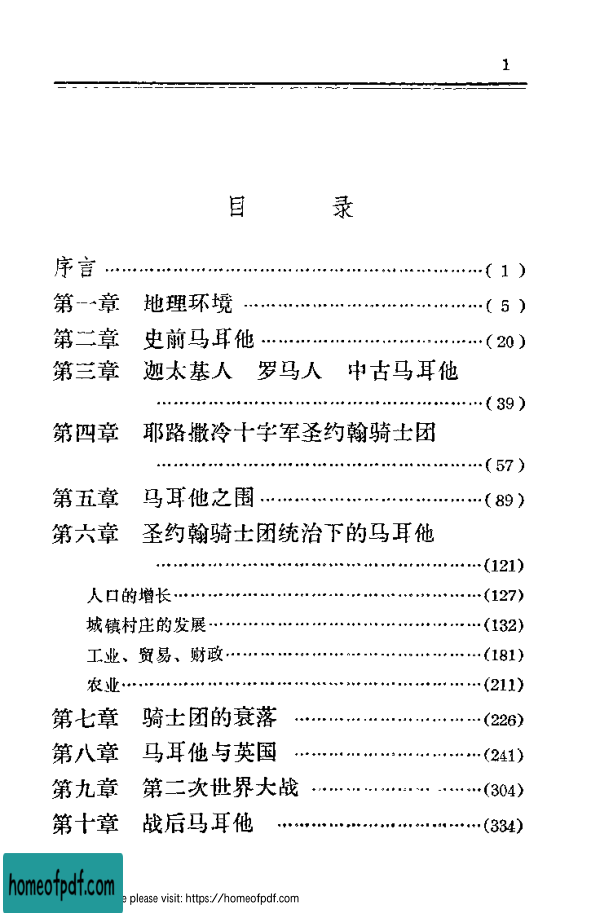 1
目 录
序言…………………………………………………( 1 )
第一章 地理环境………………………………( 5 )
第二章 史前马耳他……………………………(20)
第三章 迦太基人 罗马人 中古马耳他
…………………………………………(39)
第四章 耶路撒冷十字军圣约翰骑士团
…………………………………………(57)
第五章 马耳他之围……………………………(89)
第六章 圣约翰骑士团统治下的马耳他
…………………………………………(121)
人口的增长………………………………………(127)
城镇村庄的发展…………………………………(132)
工业、贸易、财政………………………………(181)
农业………………………………………………(211)
第七章 骑士团的衰落…………………………(226)
第八章 马耳他与英国…………………………(241)
第九章 第二次世界大战………………………(304)
第十章 战后马耳他……………………………(334)
homeofpdf.com
please visit: https://homeofpdf.com